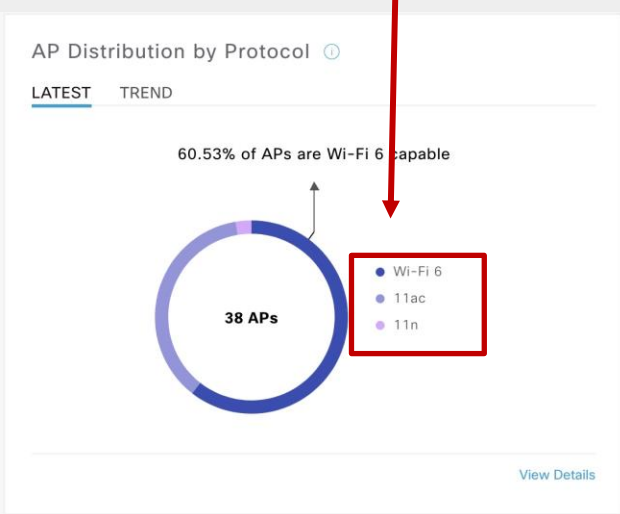 AP Distribution by Protocol
LATEST TREND
60.53% of APs are Wi-Fi 6 capable
38 APs
Wi-Fi 6
11ac
11n
View Details